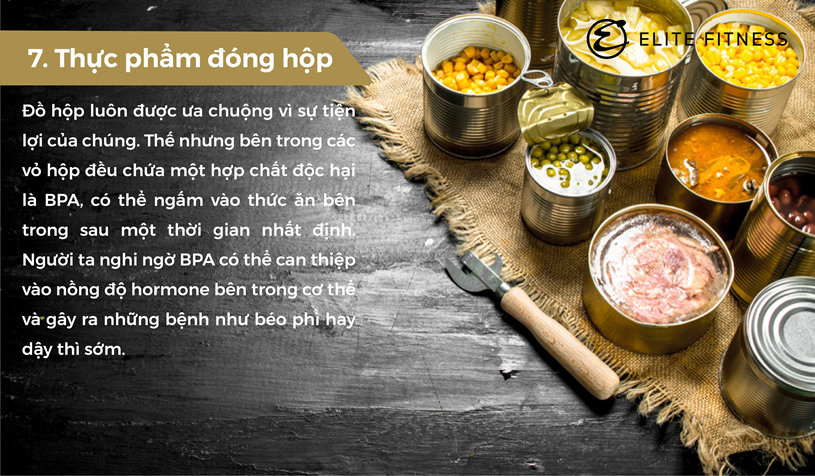 7. Thực phẩm đóng hộp
ELITE FITNESS
Đồ hộp luôn được ưa chuộng vì sự tiện
lợi của chúng. Thế nhưng bên trong các
vỏ hộp đều chứa một hợp chất độc hại
là BPA, có thể ngấm vào thức ăn bên
trong sau một thời gian nhất định.
Người ta nghi ngờ BPA có thể can thiệp
vào nồng độ hormone bên trong cơ thể
và gây ra những bệnh như béo phì hay
dậy thì sớm.